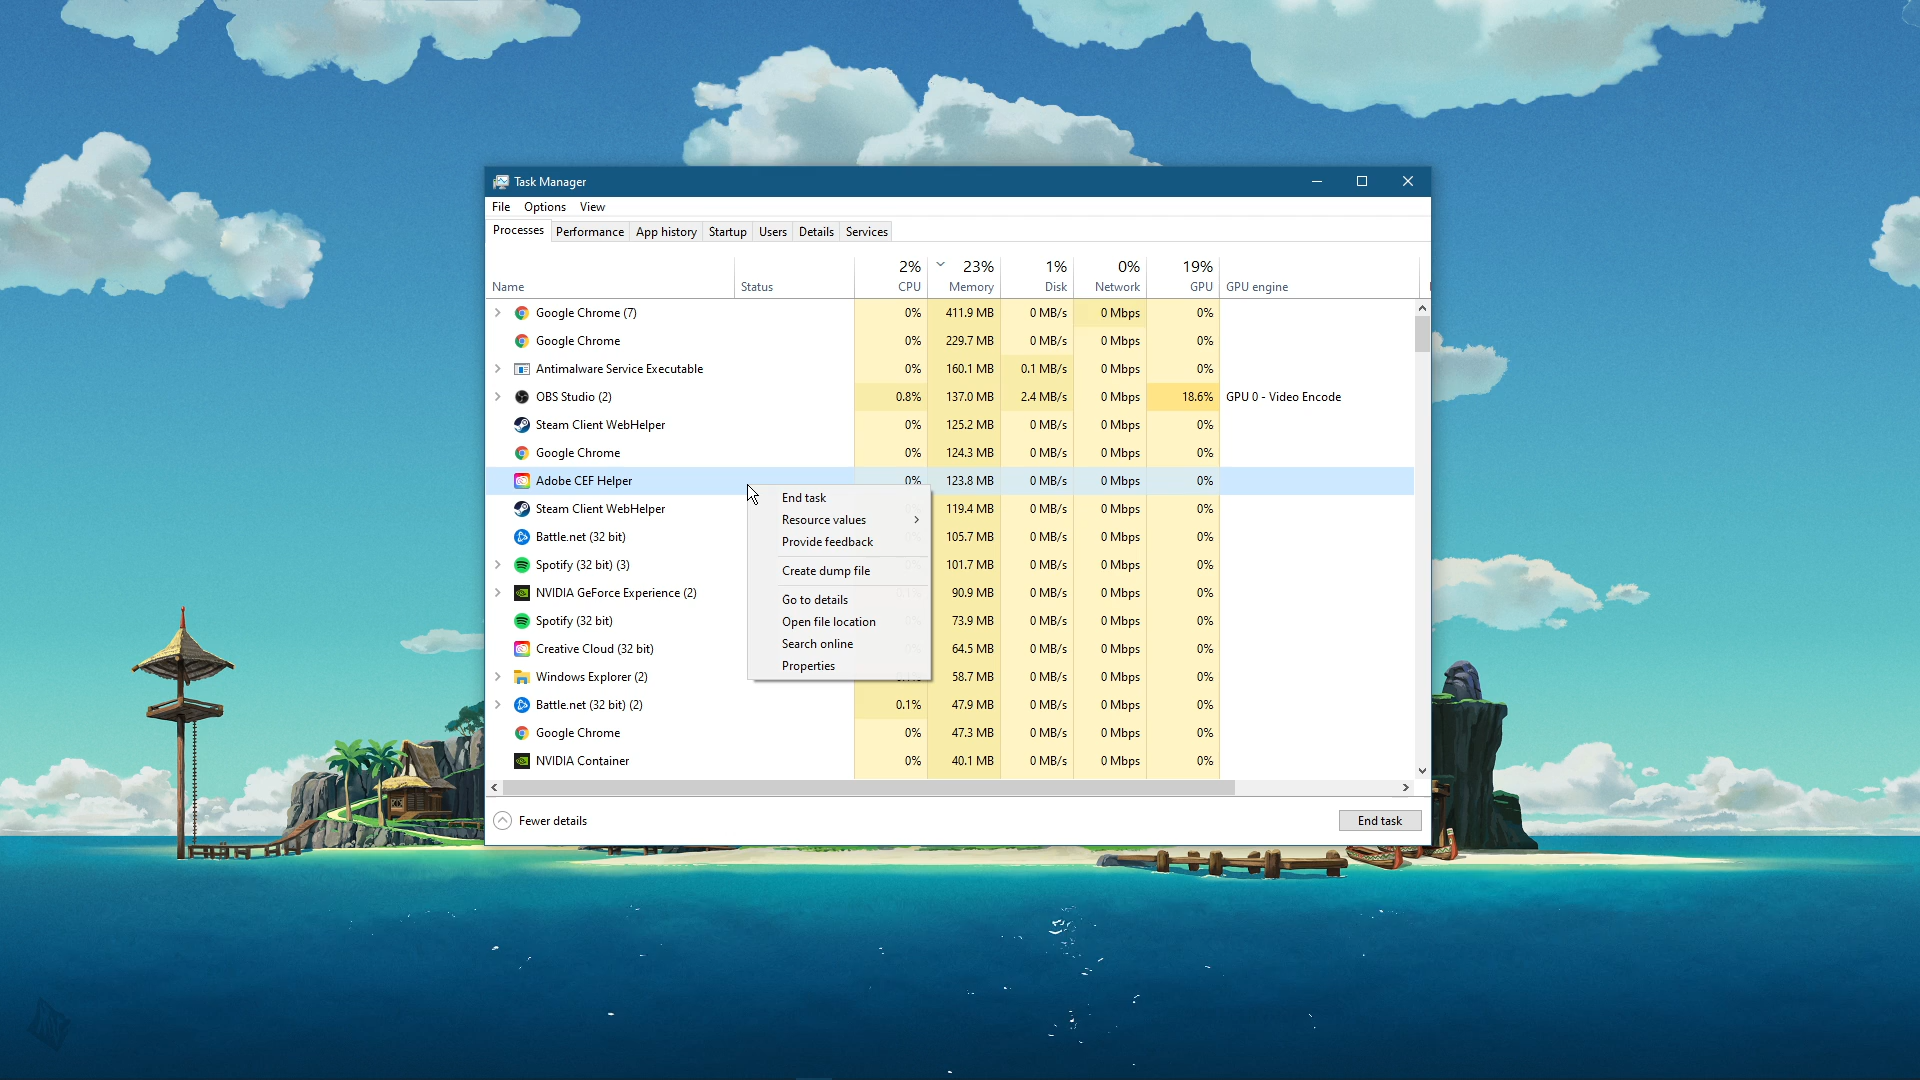 Task Manager
File Options View
Processes Performance App history Startup Users Details Services
2% 23% 1% 0% 19%
Name Status CPU Memory Disk Network GPU GPU engine
Google Chrome (7) 0% 411.9 MB 0 MB/s 0 Mbps 0%
Google Chrome 0% 229.7 MB 0 MB/s 0 Mbps 0%
Antimalware Service Executable 0% 160.1 MB 0.1 MB/s 0 Mbps 0%
OBS Studio (2) 0.8% 137.0 MB 2.4 MB/s 0 Mbps 18.6% GPU 0 - Video Encode
Steam Client WebHelper 0% 125.2 MB 0 MB/s 0 Mbps 0%
Google Chrome 0% 124.3 MB 0 MB/s 0 Mbps 0%
Adobe CEF Helper 0% 123.8 MB 0 MB/s 0 Mbps 0%
Steam Client WebHelper 119.4 MB 0 MB/s 0 Mbps 0%
Battle.net (32 bit) 105.7 MB 0 MB/s 0 Mbps 0%
Spotify (32 bit) (3) 101.7 MB 0 MB/s 0 Mbps 0%
NVIDIA GeForce Experience (2) 90.9 MB 0 MB/s 0 Mbps 0%
Spotify (32 bit) 73.9 MB 0 MB/s 0 Mbps 0%
Creative Cloud (32 bit) 64.5 MB 0 MB/s 0 Mbps 0%
Windows Explorer (2) 58.7 MB 0 MB/s 0 Mbps 0%
Battle.net (32 bit) (2) 0.1% 47.9 MB 0 MB/s 0 Mbps 0%
Google Chrome 0% 47.3 MB 0 MB/s 0 Mbps 0%
NVIDIA Container 0% 40.1 MB 0 MB/s 0 Mbps 0%
End task
Resource values
Provide feedback
Create dump file
Go to details
Open file location
Search online
Properties
Fewer details End task